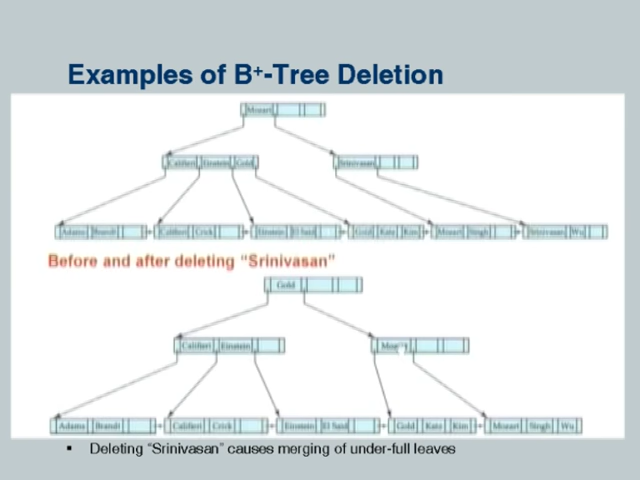 Examples of B+-Tree Deletion
Mozart
Califieri Einstein Gold Srinivasan
Adams Brandt Califieri Crick Einstein El Said Gold Katz Kim Mozart Singh Srinivasan Wu
Before and after deleting “Srinivasan”
Gold
Califieri Einstein Mozart
Adams Brandt Califieri Crick Einstein El Said Gold Katz Kim Mozart Singh Wu
▪ Deleting “Srinivasan” causes merging of under-full leaves